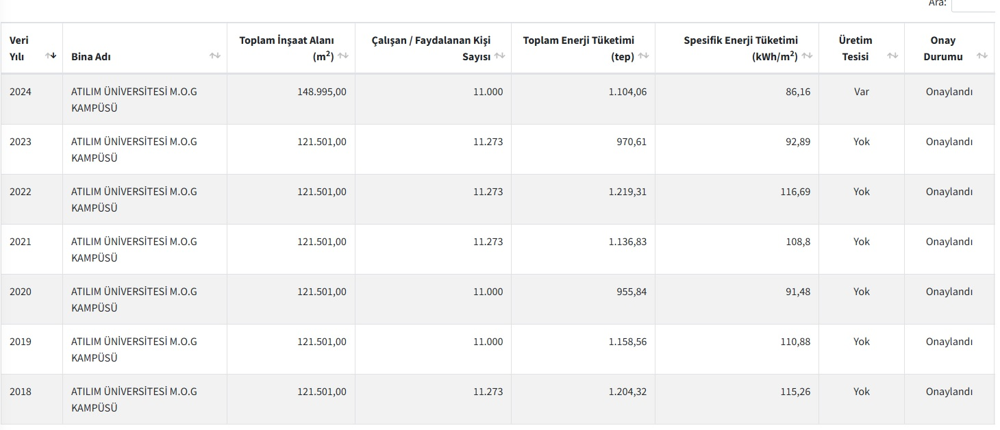 Ara:
Veri Yılı Bina Adı Toplam İnşaat Alanı (m²) Çalışan / Faydalanan Kişi Sayısı Toplam Enerji Tüketimi (tep) Spesifik Enerji Tüketimi (kWh/m²) Üretim Tesisi Onay Durumu
2024 ATILIM ÜNİVERSİTESİ M.O.G 148.995,00 11.000 1.104,06 86,16 Var Onaylandı
KAMPÜSÜ
2023 ATILIM ÜNİVERSİTESİ M.O.G 121.501,00 11.273 970,61 92,89 Yok Onaylandı
KAMPÜSÜ
2022 ATILIM ÜNİVERSİTESİ M.O.G 121.501,00 11.273 1.219,31 116,69 Yok Onaylandı
KAMPÜSÜ
2021 ATILIM ÜNİVERSİTESİ M.O.G 121.501,00 11.273 1.136,83 108,8 Yok Onaylandı
KAMPÜSÜ
2020 ATILIM ÜNİVERSİTESİ M.O.G 121.501,00 11.000 955,84 91,48 Yok Onaylandı
KAMPÜSÜ
2019 ATILIM ÜNİVERSİTESİ M.O.G 121.501,00 11.000 1.158,56 110,88 Yok Onaylandı
KAMPÜSÜ
2018 ATILIM ÜNİVERSİTESİ M.O.G 121.501,00 11.273 1.204,32 115,26 Yok Onaylandı
KAMPÜSÜ